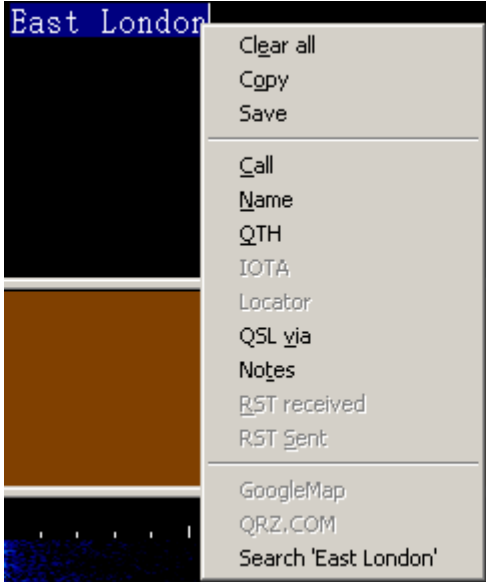 East London
Clear all
Copy
Save
Call
Name
QTH
IOTA
Locator
QSL via
Notes
RST received
RST Sent
GoogleMap
QRZ.COM
Search 'East London'